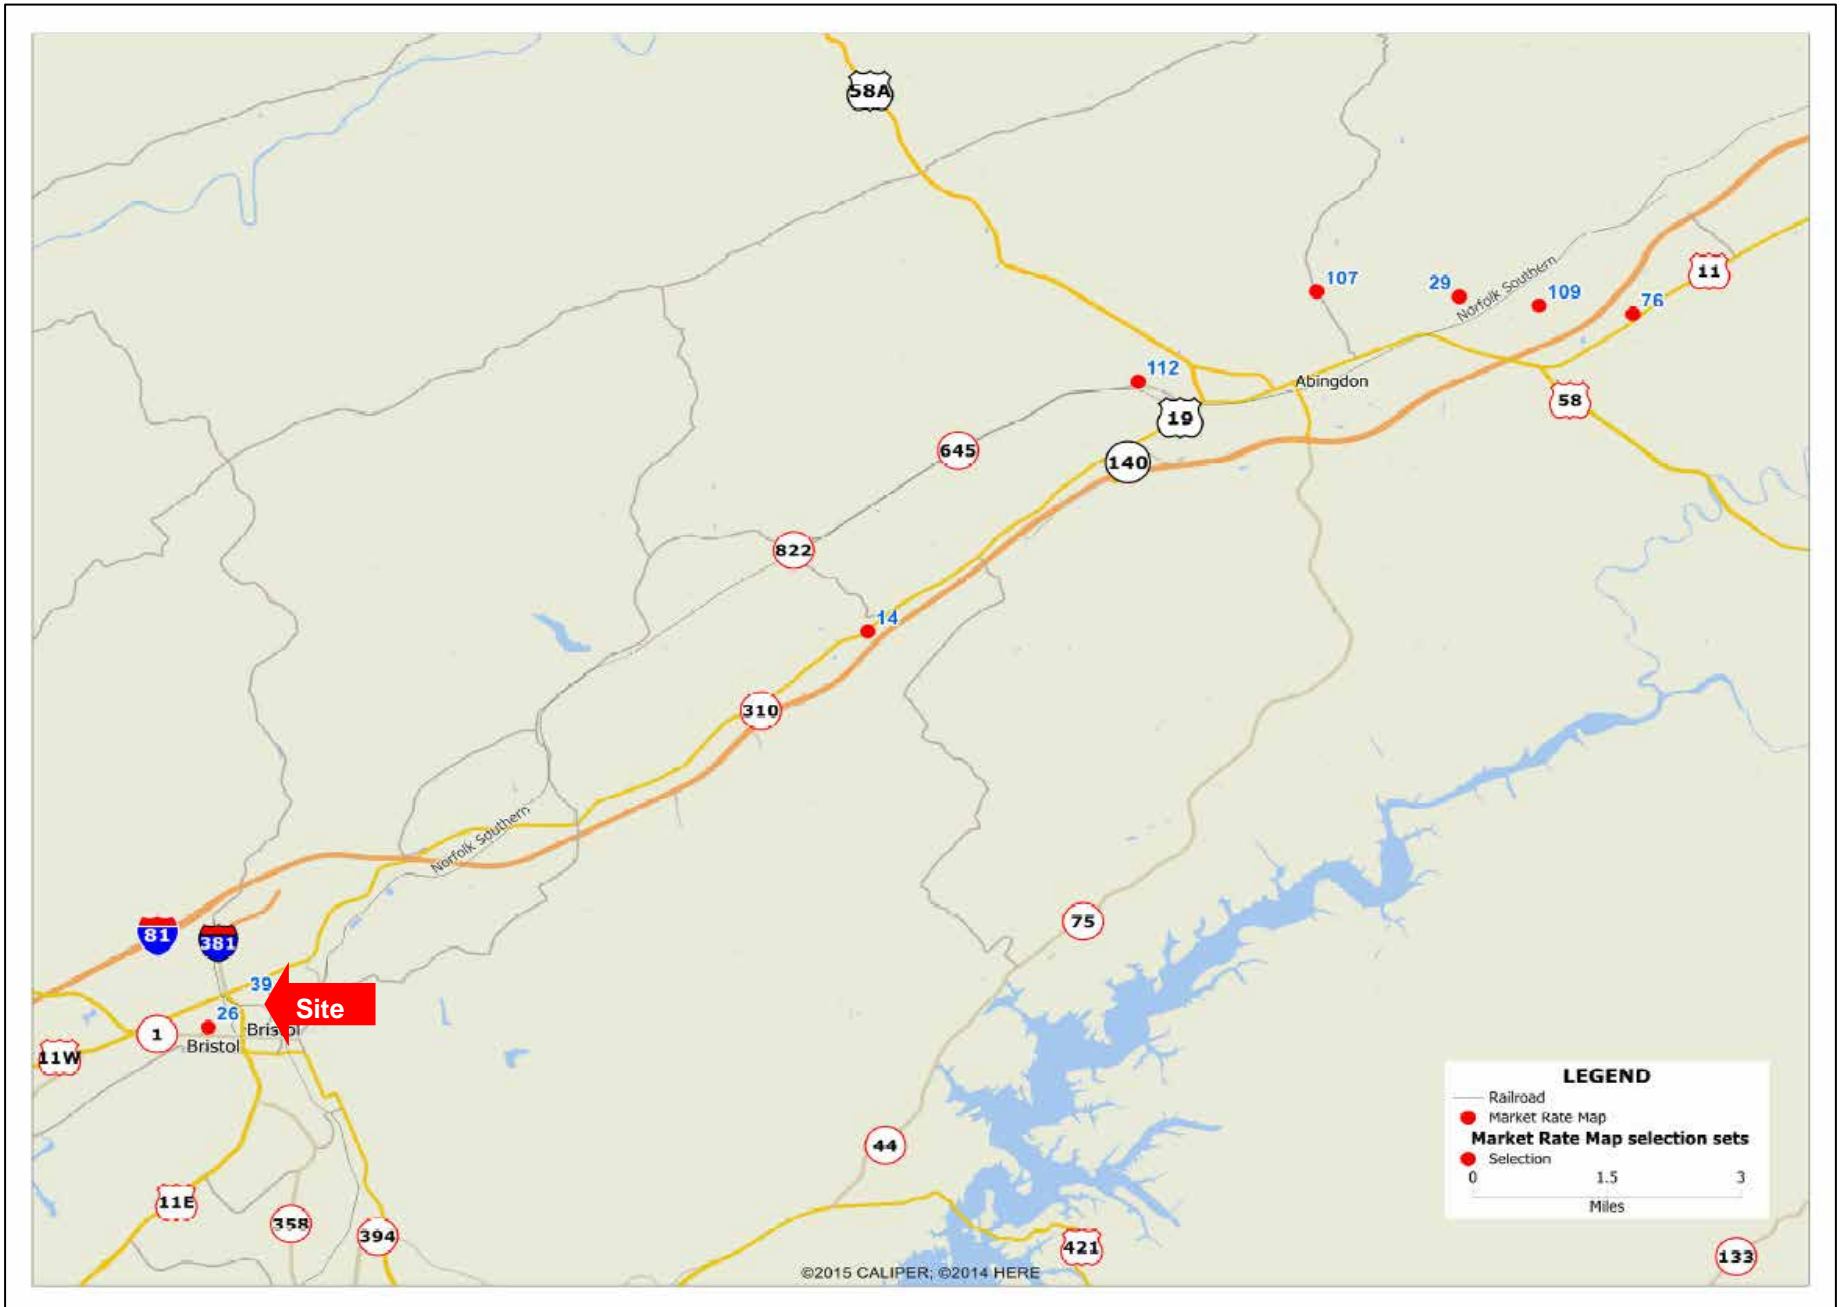 58A
11
Norfolk Southern
107
29
109
76
112
Abingdon
58
19
645
140
822
14
310
Norfolk Southern
81
381
39
Site
26
1
Bristol
Bristol
11W
75
LEGEND
Railroad
Market Rate Map
Market Rate Map selection sets
Selection
0 1.5 3
Miles
44
11E
358
394
421
133
©2015 CALIPER; ©2014 HERE